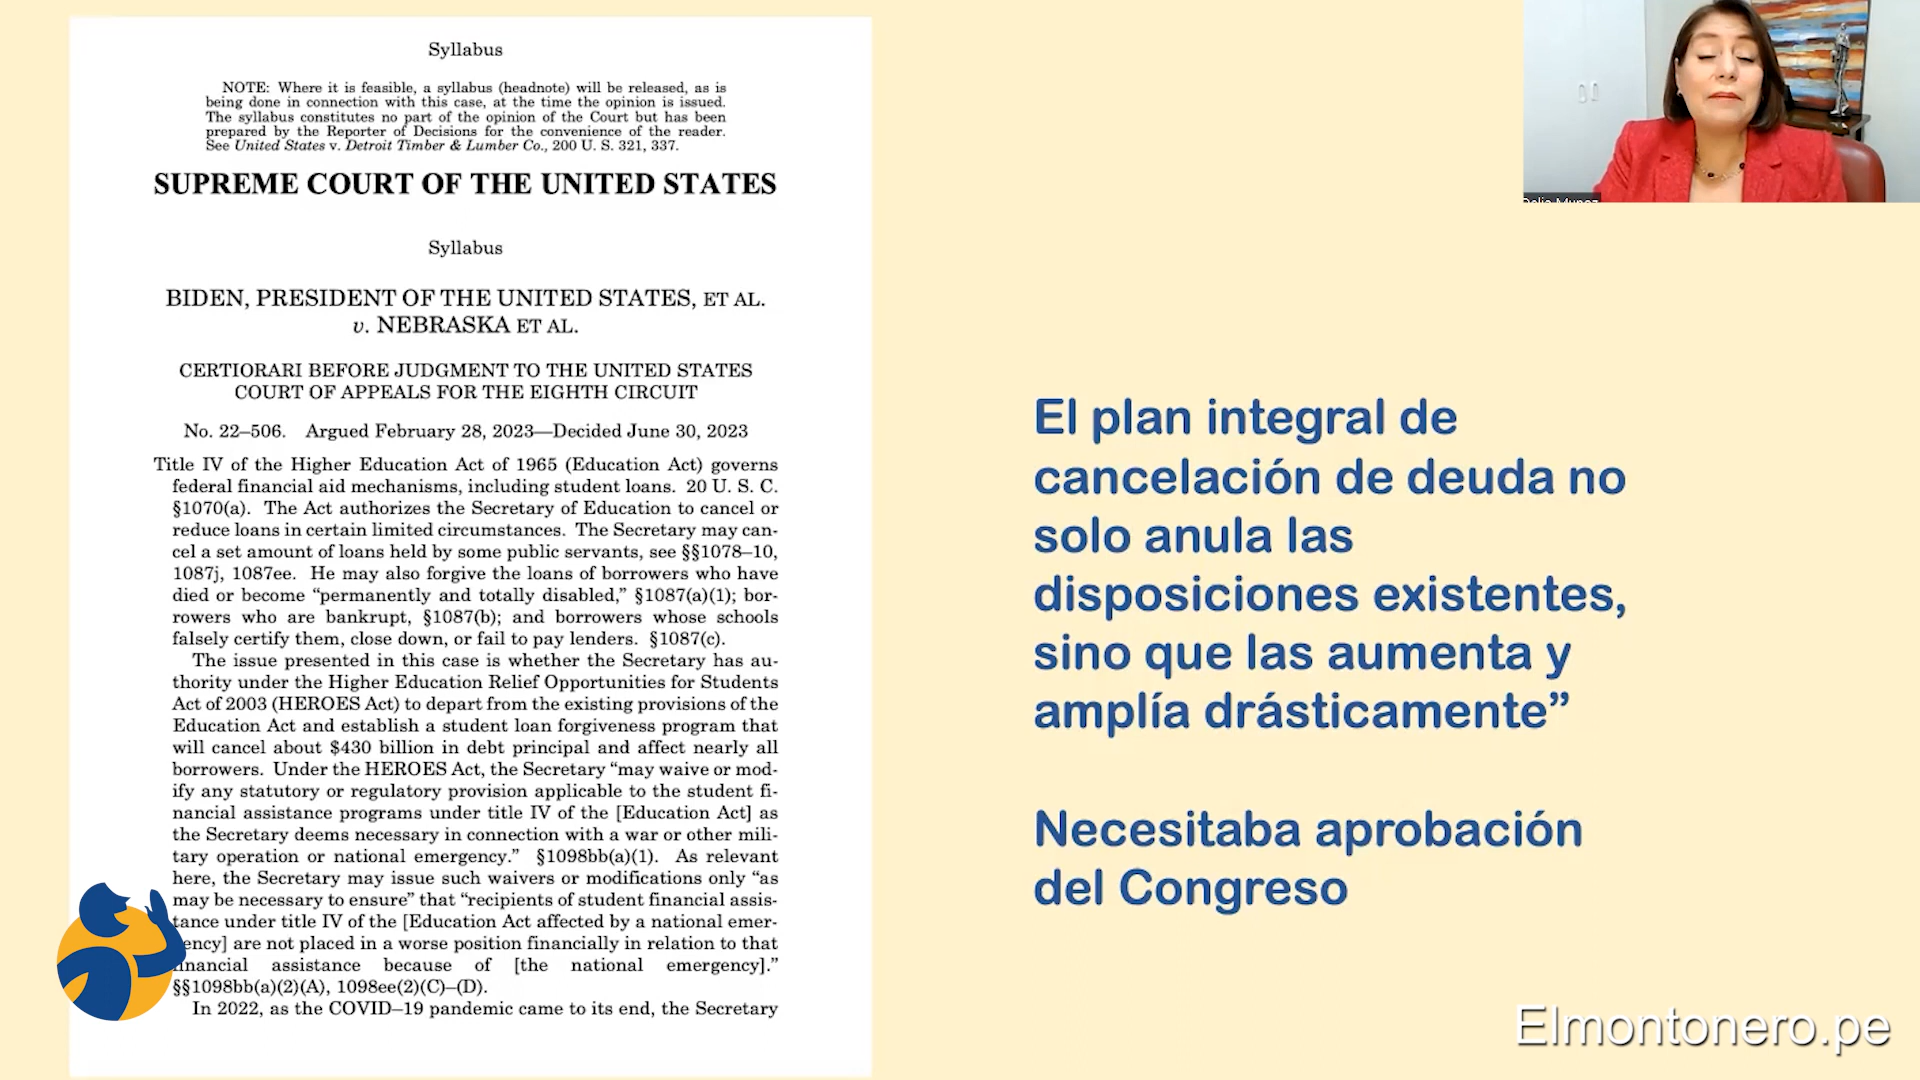 Syllabus
NOTE: Where it is feasible, a syllabus (headnote) will be released, as is
being done in connection with this case, at the time the opinion is issued.
The syllabus constitutes no part of the opinion of the Court but has been
prepared by the Reporter of Decisions for the convenience of the reader.
See United States v. Detroit Timber & Lumber Co., 200 U. S. 321, 337.
SUPREME COURT OF THE UNITED STATES
Syllabus
BIDEN, PRESIDENT OF THE UNITED STATES, ET AL.
v. NEBRASKA ET AL.
CERTIORARI BEFORE JUDGMENT TO THE UNITED STATES
COURT OF APPEALS FOR THE EIGHTH CIRCUIT
No. 22–506. Argued February 28, 2023—Decided June 30, 2023
Title IV of the Higher Education Act of 1965 (Education Act) governs
federal financial aid mechanisms, including student loans. 20 U. S. C.
§1070(a). The Act authorizes the Secretary of Education to cancel or
reduce loans in certain limited circumstances. The Secretary may can-
cel a set amount of loans held by some public servants, see §§1078–10,
1087j, 1087ee. He may also forgive the loans of borrowers who have
died or become “permanently and totally disabled,” §1087(a)(1); bor-
rowers who are bankrupt, §1087(b); and borrowers whose schools
falsely certify them, close down, or fail to pay lenders. §1087(c).
The issue presented in this case is whether the Secretary has au-
thority under the Higher Education Relief Opportunities for Students
Act of 2003 (HEROES Act) to depart from the existing provisions of the
Education Act and establish a student loan forgiveness program that
will cancel about $430 billion in debt principal and affect nearly all
borrowers. Under the HEROES Act, the Secretary “may waive or mod-
ify any statutory or regulatory provision applicable to the student fi-
nancial assistance programs under title IV of the [Education Act] as
the Secretary deems necessary in connection with a war or other mili-
tary operation or national emergency.” §1098bb(a)(1). As relevant
here, the Secretary may issue such waivers or modifications only “as
may be necessary to ensure” that “recipients of student financial assis-
tance under title IV of the [Education Act affected by a national emer-
gency] are not placed in a worse position financially in relation to that
financial assistance because of [the national emergency].”
§§1098bb(a)(2)(A), 1098ee(2)(C)–(D).
In 2022, as the COVID–19 pandemic came to its end, the Secretary
El plan integral de
cancelación de deuda no
solo anula las
disposiciones existentes,
sino que las aumenta y
amplía drásticamente”
Necesitaba aprobación
del Congreso
Elmontonero.pe